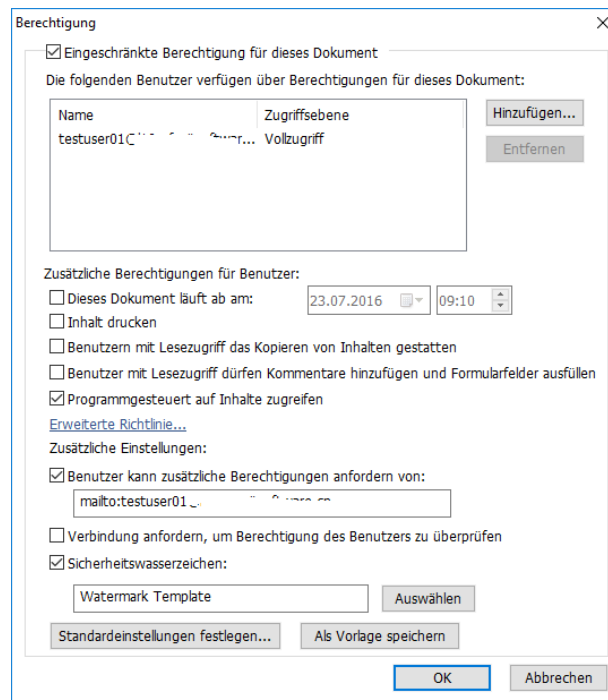 Berechtigung
Eingeschränkte Berechtigung für dieses Dokument
Die folgenden Benutzer verfügen über Berechtigungen für dieses Dokument:
Name Zugriffsebene
testuser01 Vollzugriff
Hinzufügen...
Entfernen
Zusätzliche Berechtigungen für Benutzer:
Dieses Dokument läuft ab am: 23.07.2016 09:10
Inhalt drucken
Benutzern mit Lesezugriff das Kopieren von Inhalten gestatten
Benutzer mit Lesezugriff dürfen Kommentare hinzufügen und Formularfelder ausfüllen
Programmgesteuert auf Inhalte zugreifen
Erweiterte Richtlinie...
Zusätzliche Einstellungen:
Benutzer kann zusätzliche Berechtigungen anfordern von:
mailto:testuser01
Verbindung anfordern, um Berechtigung des Benutzers zu überprüfen
Sicherheitswasserzeichen:
Watermark Template Auswählen
Standardeinstellungen festlegen... Als Vorlage speichern
OK Abbrechen